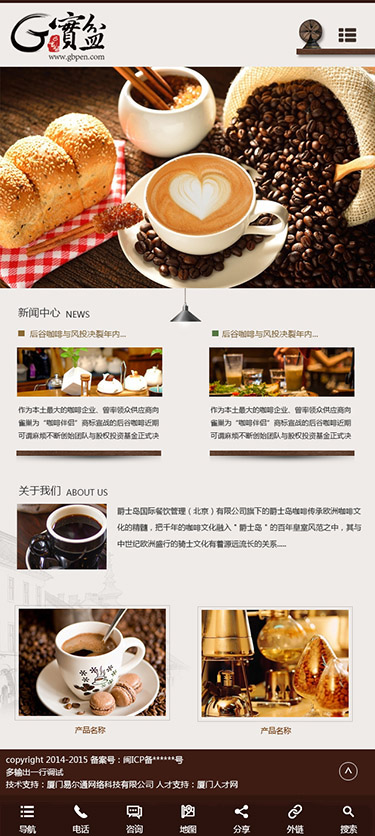 G寶盆
www.gbpen.com
新闻中心 NEWS
后谷咖啡与风投决裂年内...
后谷咖啡与风投决裂年内...
作为本土最大的咖啡企业、曾率领众供应商向
雀巢为“咖啡伴侣”商标宣战的后谷咖啡近期
可谓麻烦不断创始团队与股权投资基金正式决
作为本土最大的咖啡企业、曾率领众供应商向
雀巢为“咖啡伴侣”商标宣战的后谷咖啡近期
可谓麻烦不断创始团队与股权投资基金正式决
关于我们 ABOUT US
爵士岛国际餐饮管理（北京）有限公司旗下的爵士岛咖啡传承欧洲咖啡文
化的精髓，把千年的咖啡文化融入＂爵士岛＂的百年皇室风范之中，其与
中世纪欧洲盛行的骑士文化有着源远流长的关系.....
产品名称
产品名称
copyright 2014-2015 备案号：闽ICP备******号
多输出一行调试
技术支持：厦门易尔通网络科技有限公司 人才支持：厦门人才网
导航 电话 咨询 地图 分享 外链 搜索